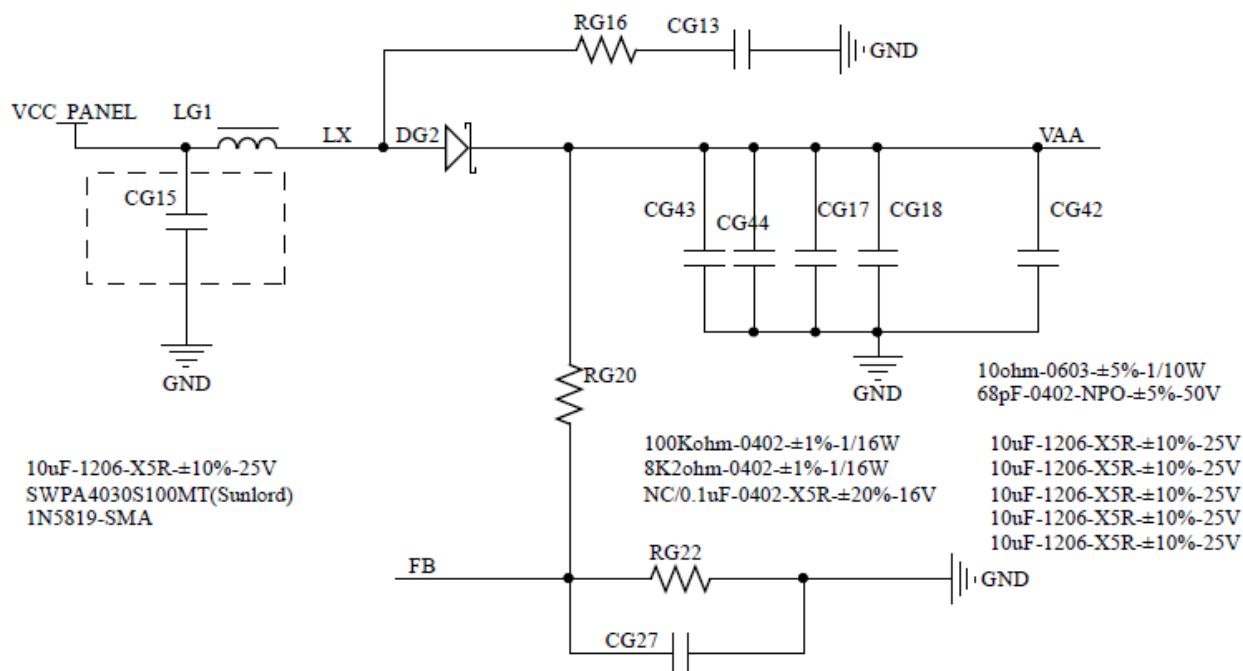 RG16
CG13
GND
VCC_PANEL
LG1
LX
DG2
VAA
CG15
CG43
CG44
CG17
CG18
CG42
GND
RG20
GND
10ohm-0603-±5%-1/10W
68pF-0402-NPO-±5%-50V
100Kohm-0402-±1%-1/16W
8K2ohm-0402-±1%-1/16W
NC/0.1uF-0402-X5R-±20%-16V
10uF-1206-X5R-±10%-25V
10uF-1206-X5R-±10%-25V
10uF-1206-X5R-±10%-25V
10uF-1206-X5R-±10%-25V
10uF-1206-X5R-±10%-25V
10uF-1206-X5R-±10%-25V
SWPA4030S100MT(Sunlord)
1N5819-SMA
FB
RG22
GND
CG27